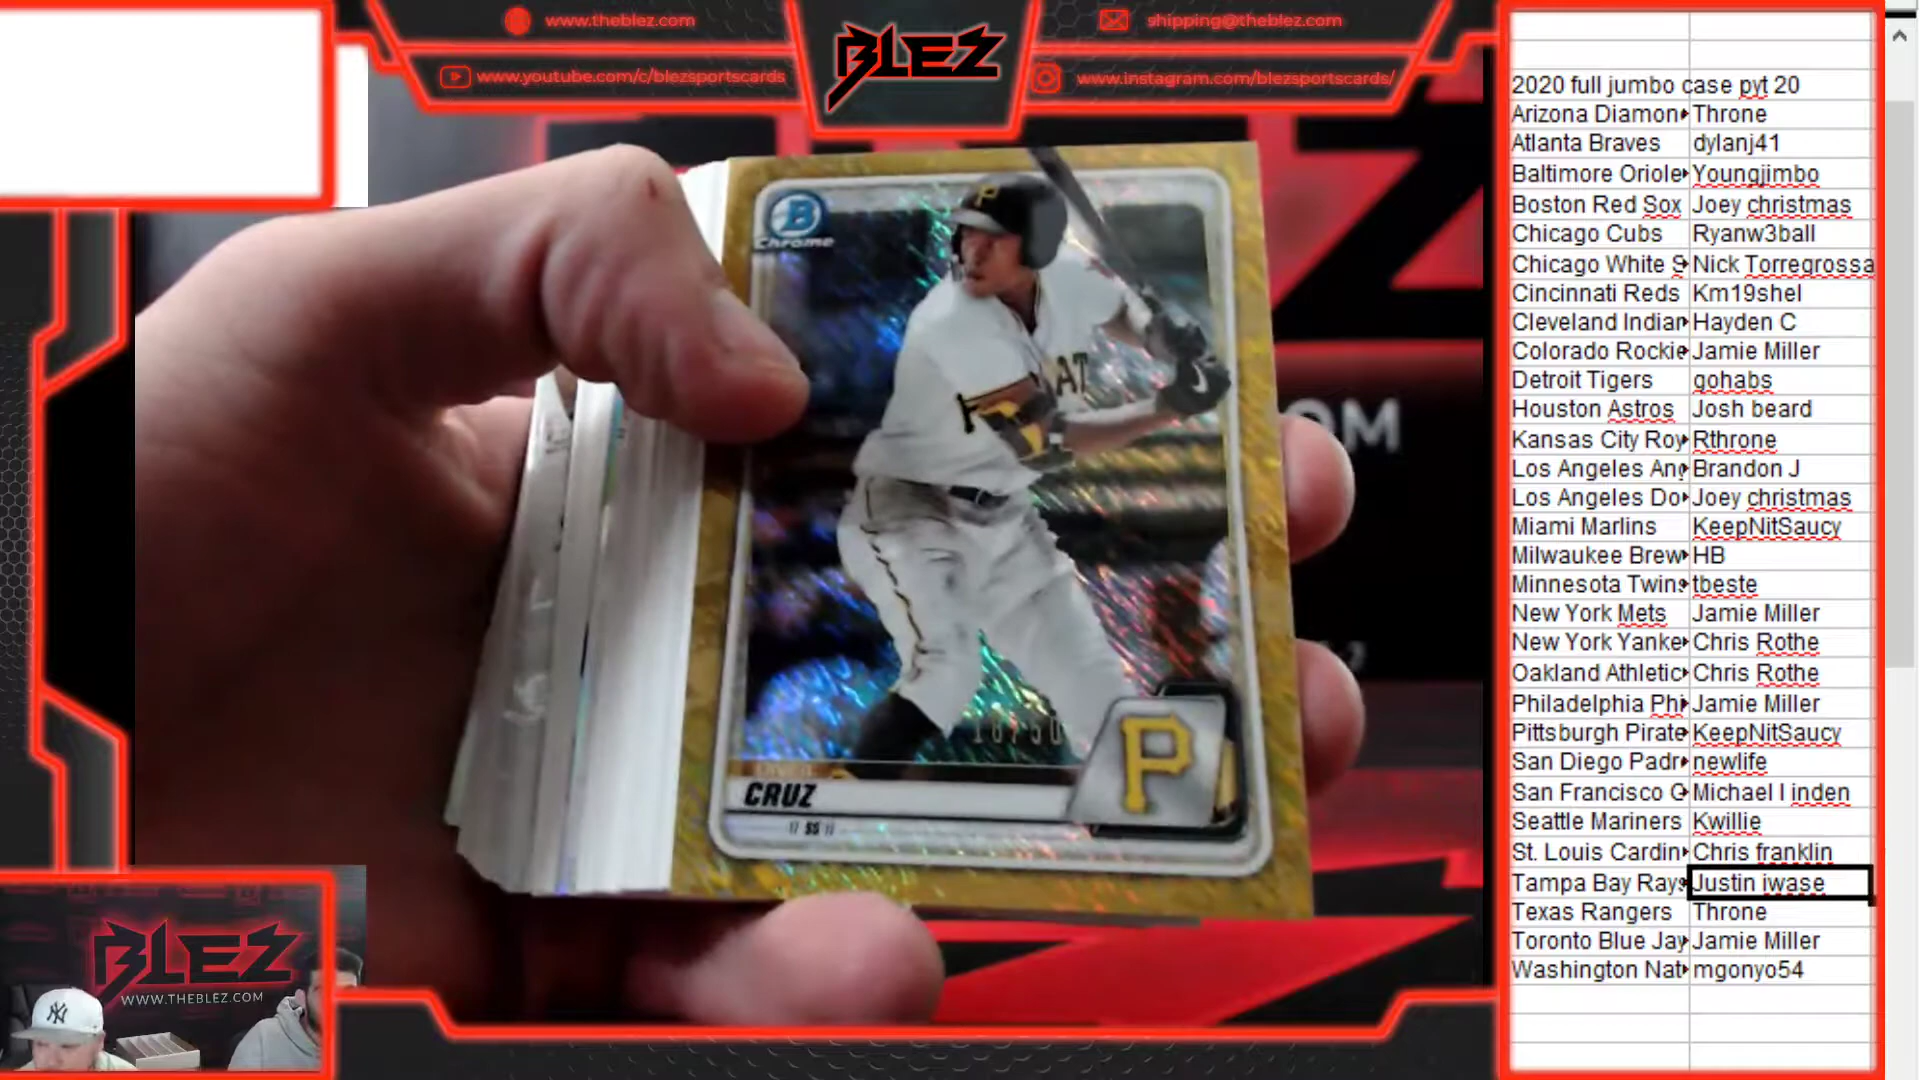 www.theblez.com
www.youtube.com/c/blezsportscards
BLEZ
shipping@theblez.com
www.instagram.com/blezsportscards/
B
Chrome
P
AT
OM
CRUZ
SS
P
BLEZ
WWW.THEBLEZ.COM
NY
2020 full jumbo case pyt 20
Arizona Diamon Throne
Atlanta Braves dylanj41
Baltimore Oriole Youngjimbo
Boston Red Sox Joey christmas
Chicago Cubs Ryanw3ball
Chicago White S Nick Torregrossa
Cincinnati Reds Km19shel
Cleveland Indian Hayden C
Colorado Rockie Jamie Miller
Detroit Tigers gohabs
Houston Astros Josh beard
Kansas City Roy Rthrone
Los Angeles Ang Brandon J
Los Angeles Do Joey christmas
Miami Marlins KeepNitSaucy
Milwaukee Brew HB
Minnesota Twins tbeste
New York Mets Jamie Miller
New York Yanke Chris Rothe
Oakland Athletic Chris Rothe
Philadelphia Phi Jamie Miller
Pittsburgh Pirate KeepNitSaucy
San Diego Padr newlife
San Francisco G Michael l inden
Seattle Mariners Kwillie
St. Louis Cardin Chris franklin
Tampa Bay Rays Justin iwase
Texas Rangers Throne
Toronto Blue Jay Jamie Miller
Washington Nat mgonyo54